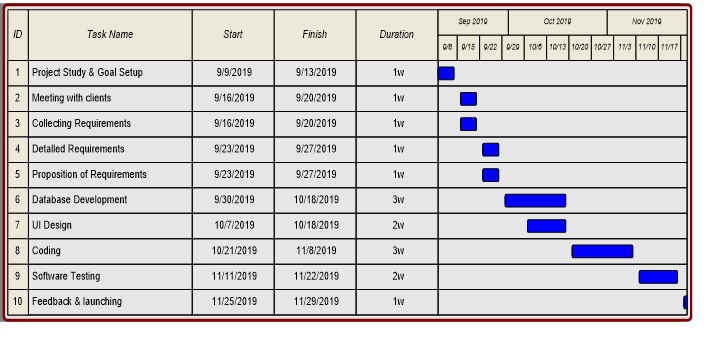 ID Task Name Start Finish Duration Sep 2019 Oct 2019 Nov 2019
9/8 9/15 9/22 9/29 10/6 10/13 10/20 10/27 11/3 11/10 11/17
1 Project Study & Goal Setup 9/9/2019 9/13/2019 1w
2 Meeting with clients 9/16/2019 9/20/2019 1w
3 Collecting Requirements 9/16/2019 9/20/2019 1w
4 Detailed Requirements 9/23/2019 9/27/2019 1w
5 Proposition of Requirements 9/23/2019 9/27/2019 1w
6 Database Development 9/30/2019 10/18/2019 3w
7 UI Design 10/7/2019 10/18/2019 2w
8 Coding 10/21/2019 11/8/2019 3w
9 Software Testing 11/11/2019 11/22/2019 2w
10 Feedback & launching 11/25/2019 11/29/2019 1w